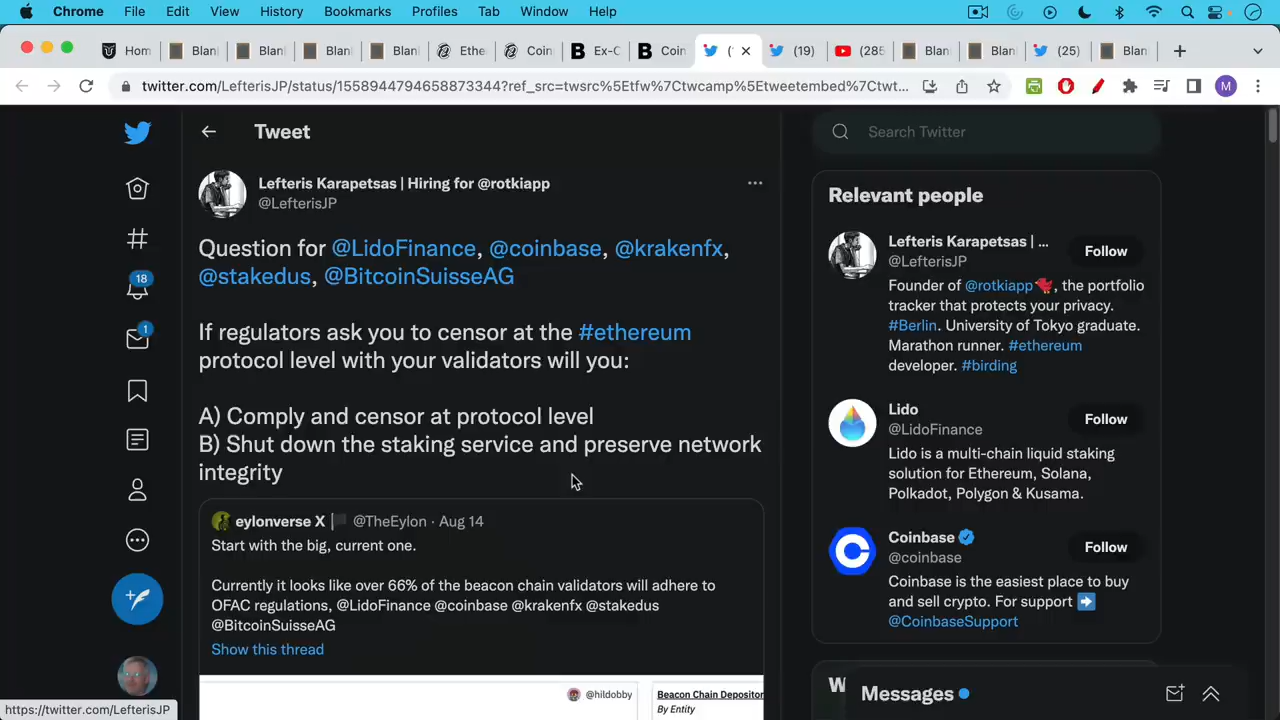 Chrome File Edit View History Bookmarks Profiles Tab Window Help
Hom Blan Blan Blan Blan Ethe Coin Ex-C Coin ( (19) (285 Blan Blan (25) Blan
twitter.com/LefterisJP/status/1558944794658873344?ref_src=twsrc%5Etfw%7Ctwcamp%5Etweetembed%7Ctwt...
M
Tweet
Search Twitter
Lefteris Karapetsas | Hiring for @rotkiapp
@LefterisJP
Question for @LidoFinance, @coinbase, @krakenfx,
@stakedus, @BitcoinSuisseAG
If regulators ask you to censor at the #ethereum
protocol level with your validators will you:
A) Comply and censor at protocol level
B) Shut down the staking service and preserve network
integrity
eylonverse X @TheEylon · Aug 14
Start with the big, current one.
Currently it looks like over 66% of the beacon chain validators will adhere to
OFAC regulations, @LidoFinance @coinbase @krakenfx @stakedus
@BitcoinSuisseAG
Show this thread
@hildobby
Beacon Chain Depositor
By Entity
18
1
Relevant people
Lefteris Karapetsas | ...
@LefterisJP
Follow
Founder of @rotkiapp, the portfolio
tracker that protects your privacy.
#Berlin. University of Tokyo graduate.
Marathon runner. #ethereum
developer. #birding
Lido
@LidoFinance
Follow
Lido is a multi-chain liquid staking
solution for Ethereum, Solana,
Polkadot, Polygon & Kusama.
Coinbase
@coinbase
Follow
Coinbase is the easiest place to buy
and sell crypto. For support
@CoinbaseSupport
Messages
https://twitter.com/LefterisJP